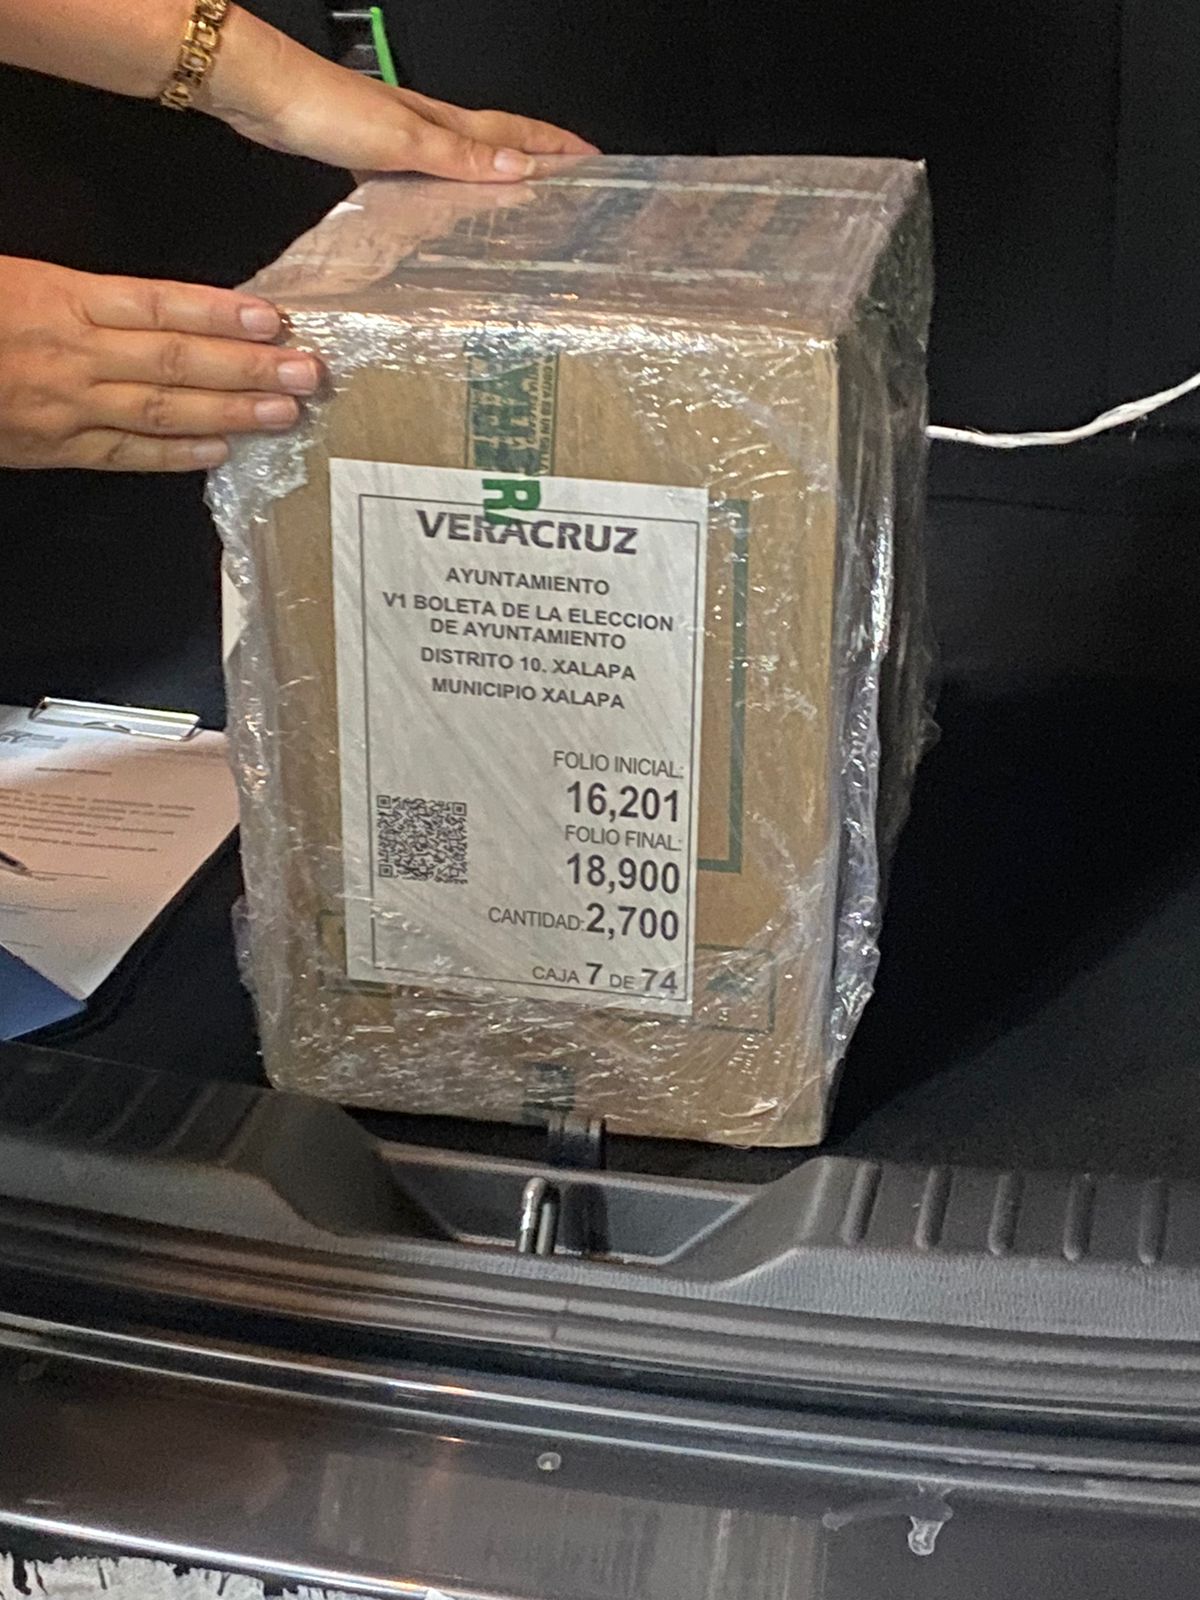 VER
VERACRUZ
AYUNTAMIENTO
V1 BOLETA DE LA ELECCION
DE AYUNTAMIENTO
DISTRITO 10. XALAPA
MUNICIPIO XALAPA
FOLIO INICIAL:
16,201
FOLIO FINAL:
18,900
CANTIDAD:2,700
CAJA 7 DE 74